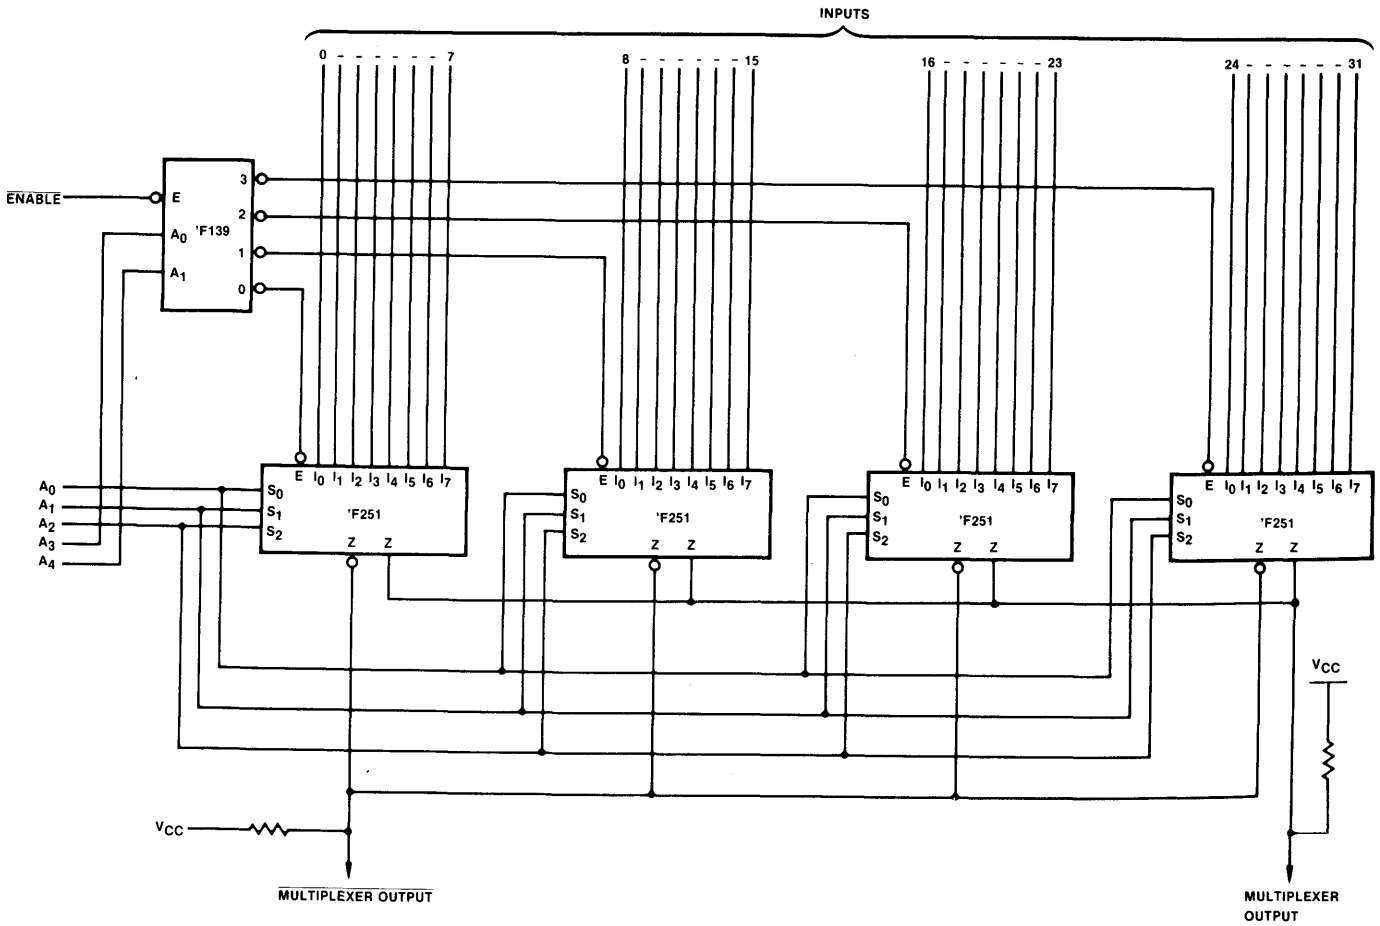 INPUTS
0 - - - - - - 7
8 - - - - - - 15
16 - - - - - - 23
24 - - - - - - 31
ENABLE
E
A0
A1
'F139
3
2
1
0
A0
A1
A2
A3
A4
E I0 I1 I2 I3 I4 I5 I6 I7
S0
S1
S2
'F251
Z Z
E I0 I1 I2 I3 I4 I5 I6 I7
S0
S1
S2
'F251
Z Z
E I0 I1 I2 I3 I4 I5 I6 I7
S0
S1
S2
'F251
Z Z
E I0 I1 I2 I3 I4 I5 I6 I7
S0
S1
S2
'F251
Z Z
VCC
VCC
MULTIPLEXER OUTPUT
MULTIPLEXER
OUTPUT